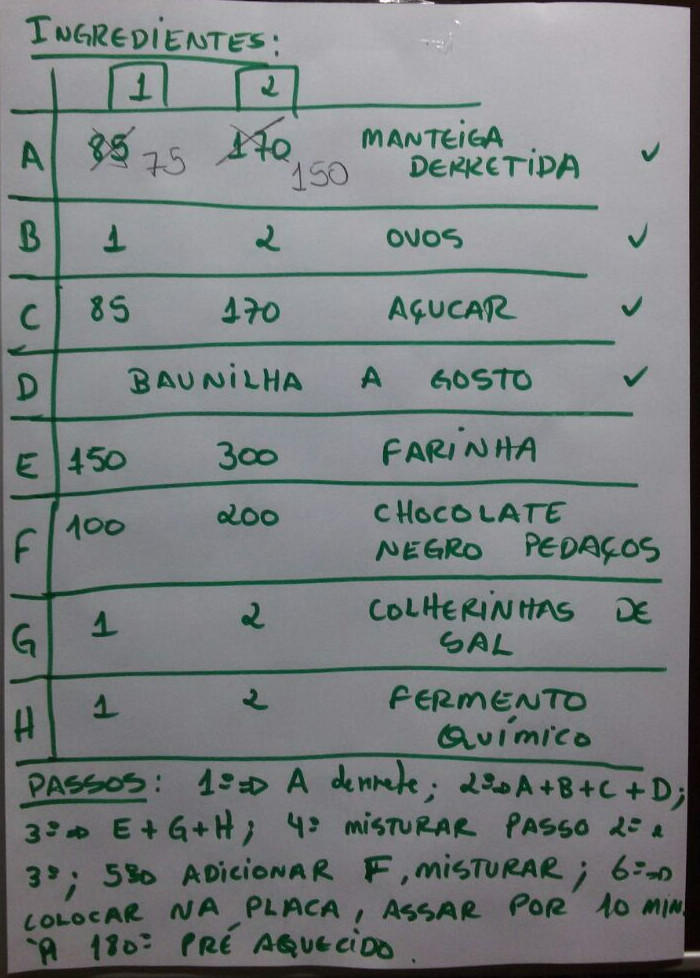 INGREDIENTES:
1 2
A 85 75 170 150 MANTEIGA
DERRETIDA ✓
B 1 2 OVOS ✓
C 85 170 AÇUCAR ✓
D BAUNILHA A GOSTO ✓
E 150 300 FARINHA
F 100 200 CHOCOLATE
NEGRO PEDAÇOS
G 1 2 COLHERINHAS DE
SAL
H 1 2 FERMENTO
QUÍMICO
PASSOS: 1º=D A derrete; 2º=D A+B+C+D;
3º=D E+G+H; 4º MISTURAR PASSO 2º e
3º; 5º=D ADICIONAR F, MISTURAR; 6º=D
COLOCAR NA PLACA, ASSAR POR 10 MIN.
À 180º PRÉ AQUECIDO.